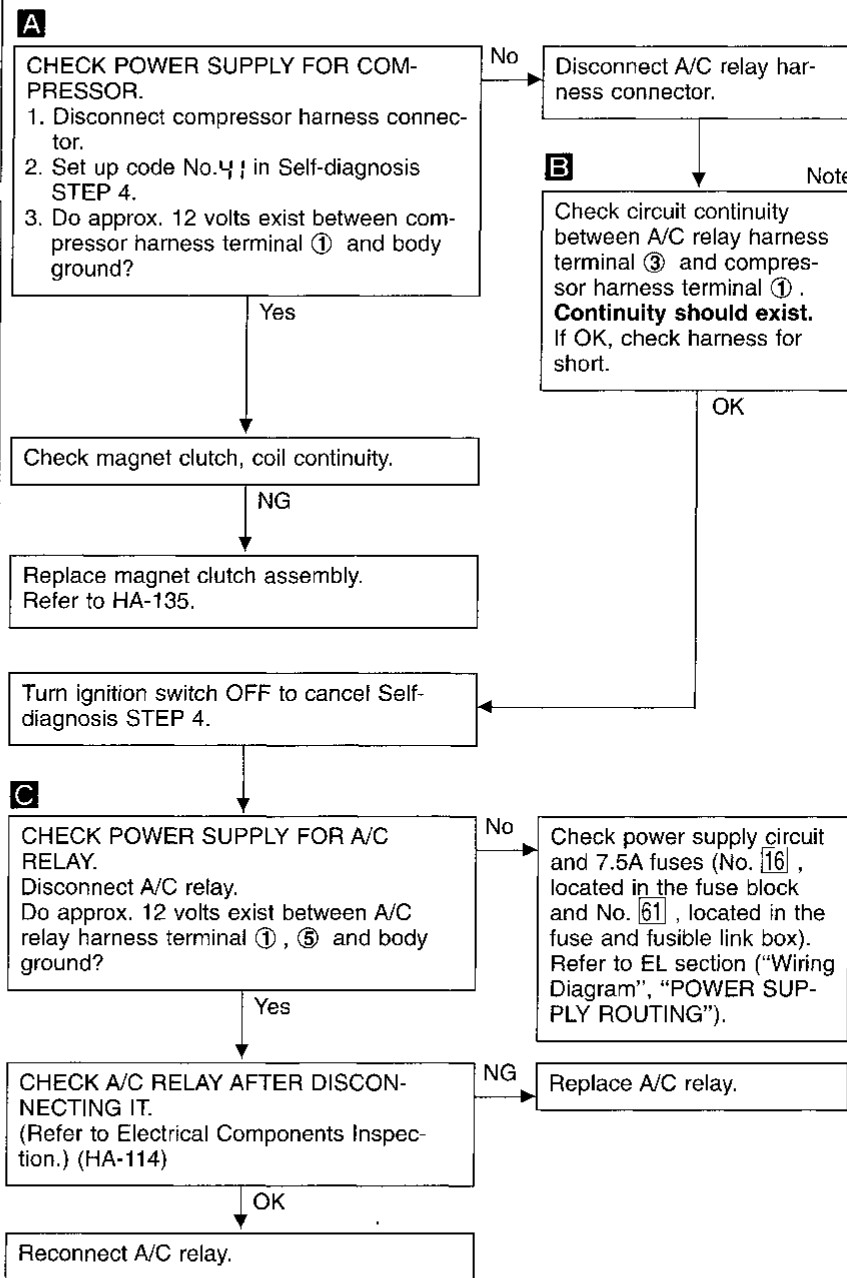 A
CHECK POWER SUPPLY FOR COM-
PRESSOR.
1. Disconnect compressor harness connec-
tor.
2. Set up code No.41 in Self-diagnosis
STEP 4.
3. Do approx. 12 volts exist between com-
pressor harness terminal ① and body
ground?
No
Disconnect A/C relay har-
ness connector.
B
Note
Check circuit continuity
between A/C relay harness
terminal ③ and compres-
sor harness terminal ①.
Continuity should exist.
If OK, check harness for
short.
Yes
OK
Check magnet clutch, coil continuity.
NG
Replace magnet clutch assembly.
Refer to HA-135.
Turn ignition switch OFF to cancel Self-
diagnosis STEP 4.
C
CHECK POWER SUPPLY FOR A/C
RELAY.
Disconnect A/C relay.
Do approx. 12 volts exist between A/C
relay harness terminal ①, ⑤ and body
ground?
No
Check power supply circuit
and 7.5A fuses (No. 16 ,
located in the fuse block
and No. 61 , located in the
fuse and fusible link box).
Refer to EL section (“Wiring
Diagram”, “POWER SUP-
PLY ROUTING”).
Yes
CHECK A/C RELAY AFTER DISCON-
NECTING IT.
(Refer to Electrical Components Inspec-
tion.) (HA-114)
NG
Replace A/C relay.
OK
Reconnect A/C relay.